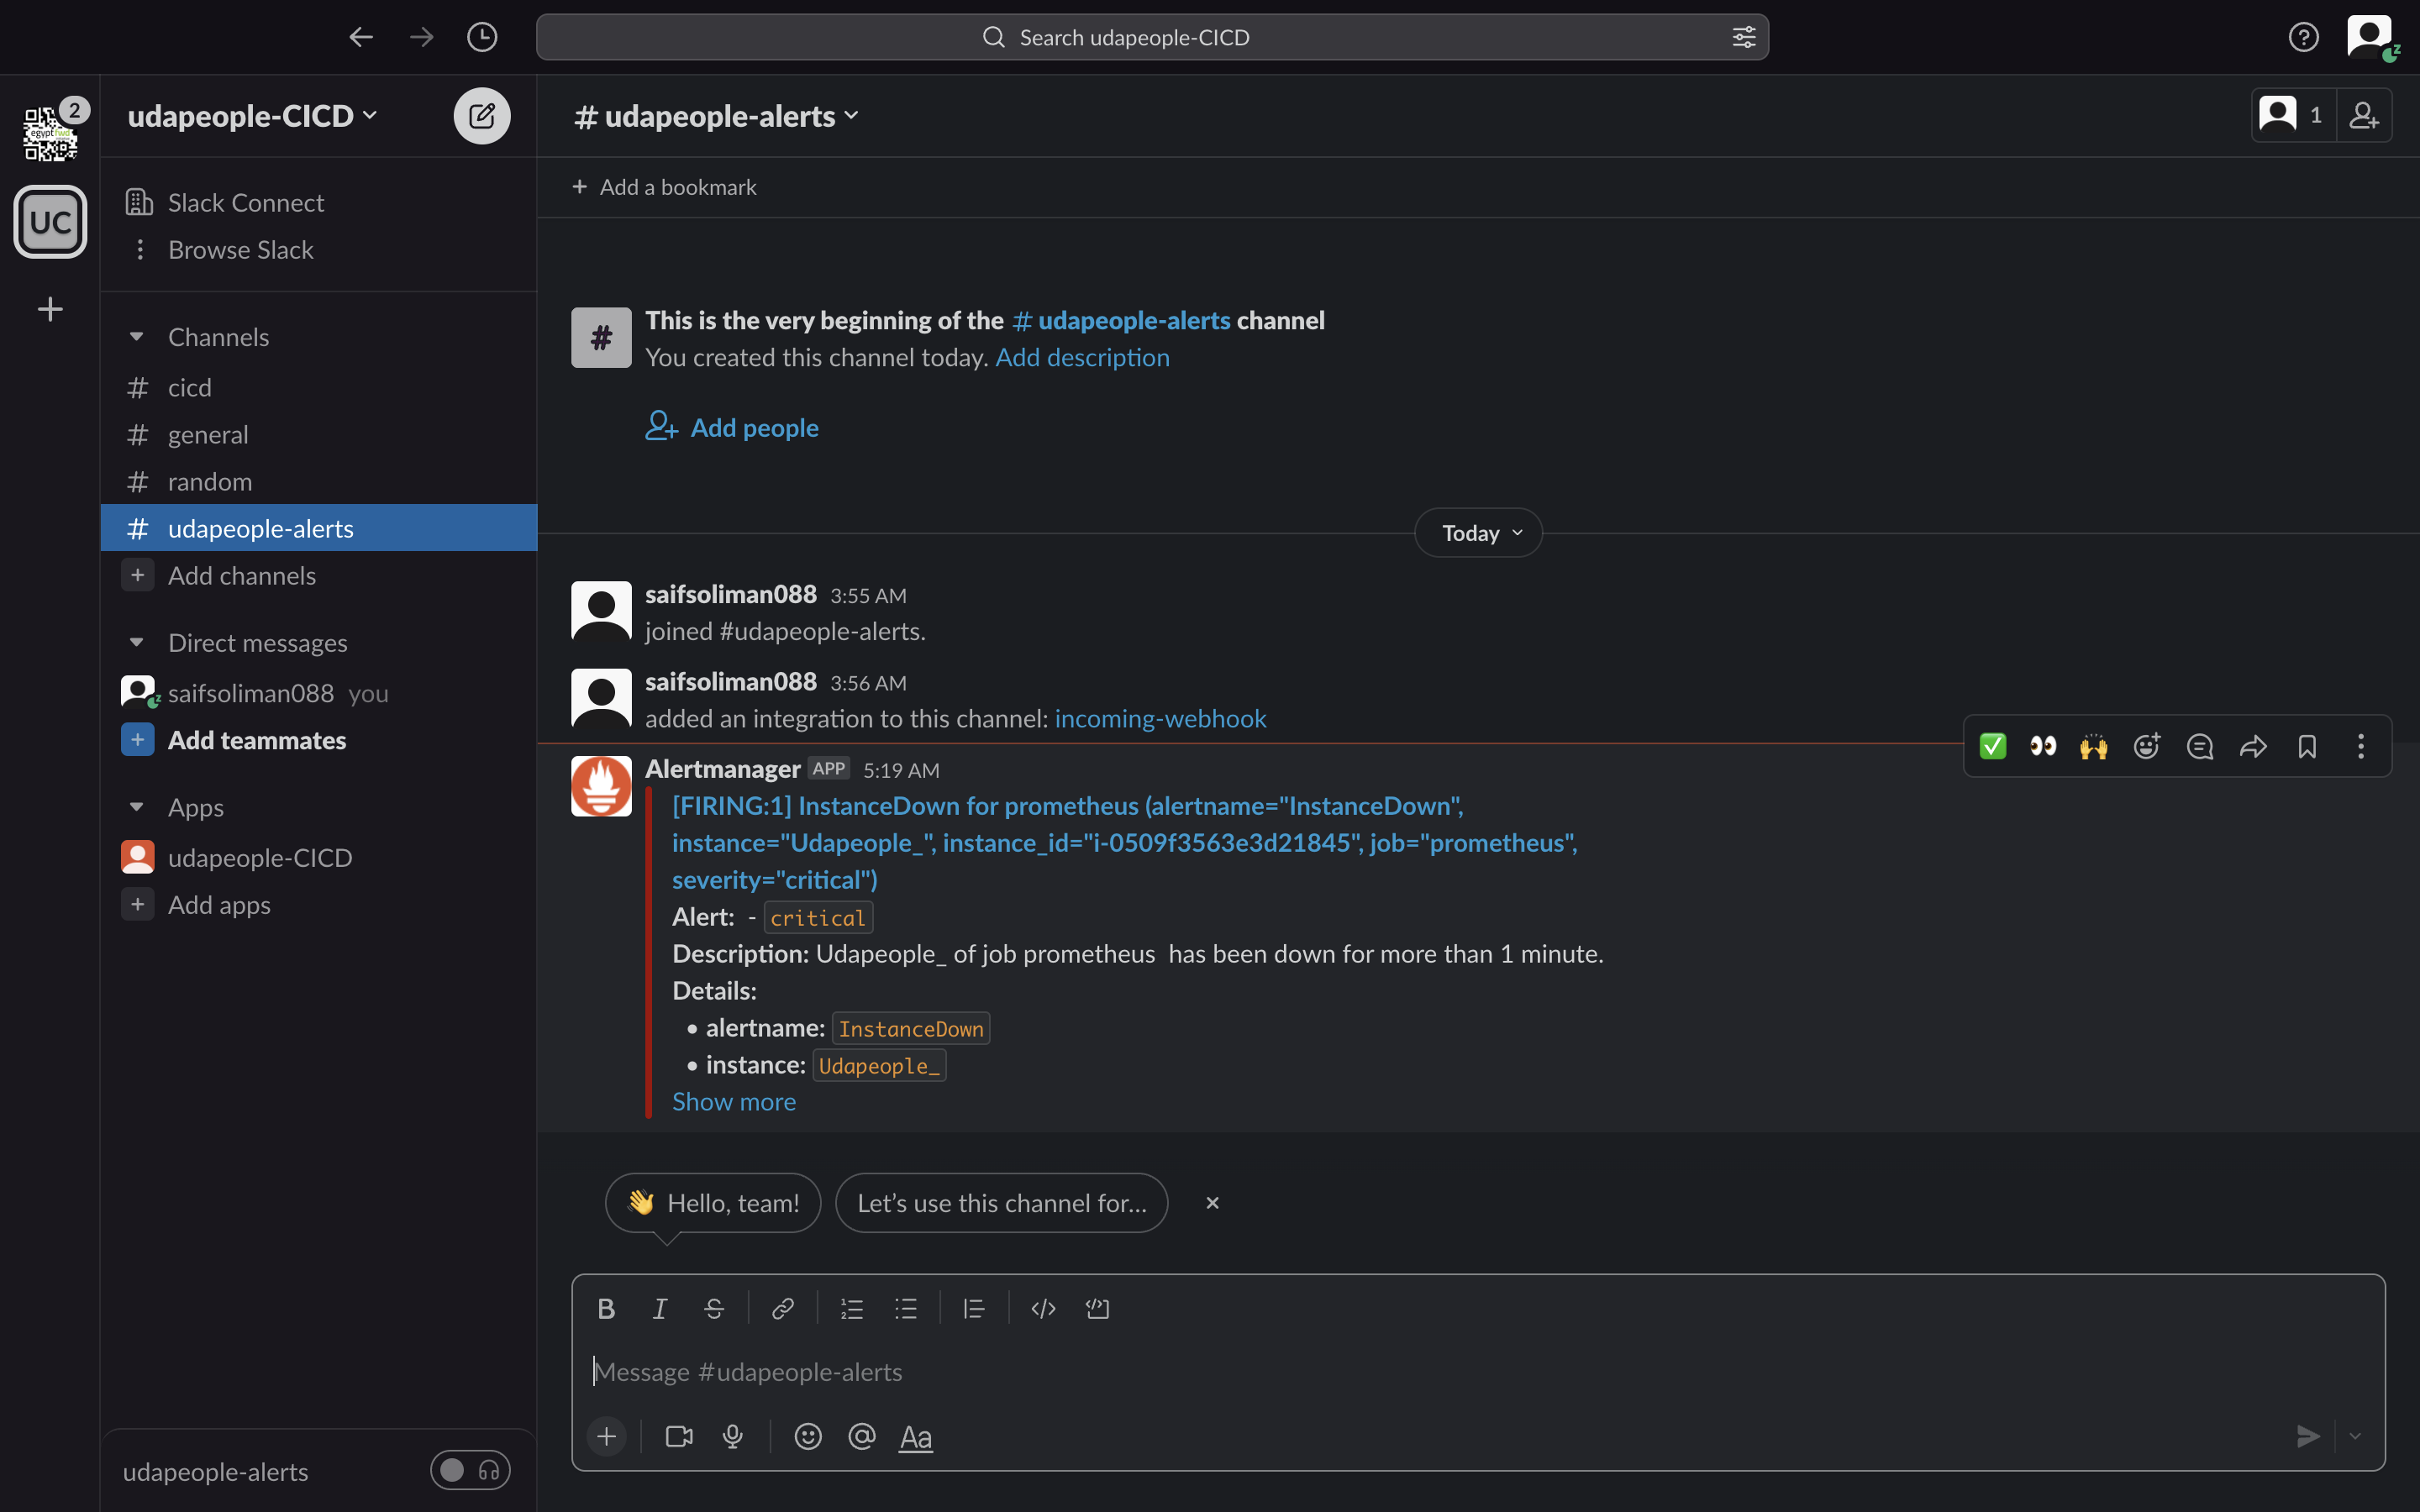 Search udapeople-CICD
2
egyptfwd
UC
udapeople-CICD
Slack Connect
Browse Slack
Channels
# cicd
# general
# random
# udapeople-alerts
+ Add channels
Direct messages
saifsoliman088 you
+ Add teammates
Apps
udapeople-CICD
+ Add apps
udapeople-alerts
# udapeople-alerts
1
+ Add a bookmark
#
This is the very beginning of the # udapeople-alerts channel
You created this channel today. Add description
Add people
Today
saifsoliman088 3:55 AM
joined #udapeople-alerts.
saifsoliman088 3:56 AM
added an integration to this channel: incoming-webhook
Alertmanager APP 5:19 AM
[FIRING:1] InstanceDown for prometheus (alertname="InstanceDown",
instance="Udapeople_", instance_id="i-0509f3563e3d21845", job="prometheus",
severity="critical")
Alert: - critical
Description: Udapeople_ of job prometheus has been down for more than 1 minute.
Details:
• alertname: InstanceDown
• instance: Udapeople_
Show more
👋 Hello, team!
Let’s use this channel for...
B I S
Message #udapeople-alerts
+ @ Aa